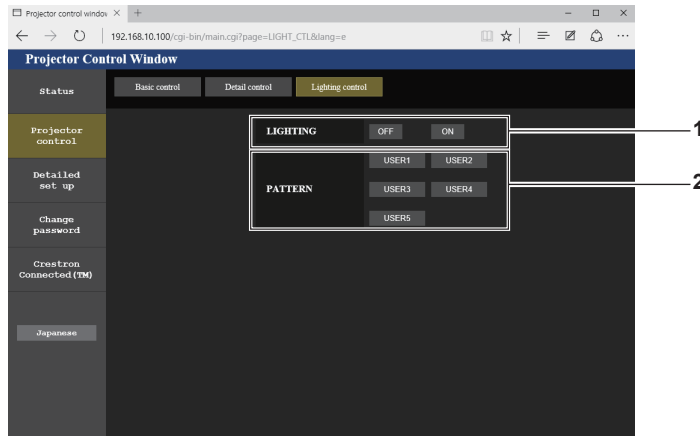 Projector control window
192.168.10.100/cgi-bin/main.cgi?page=LIGHT_CTL&lang=e
Projector Control Window
Status
Basic control
Detail control
Lighting control
Projector
control
LIGHTING
OFF
ON
1
PATTERN
USER1
USER2
USER3
USER4
USER5
2
Detailed
set up
Change
password
Crestron
Connected(TM)
Japanese